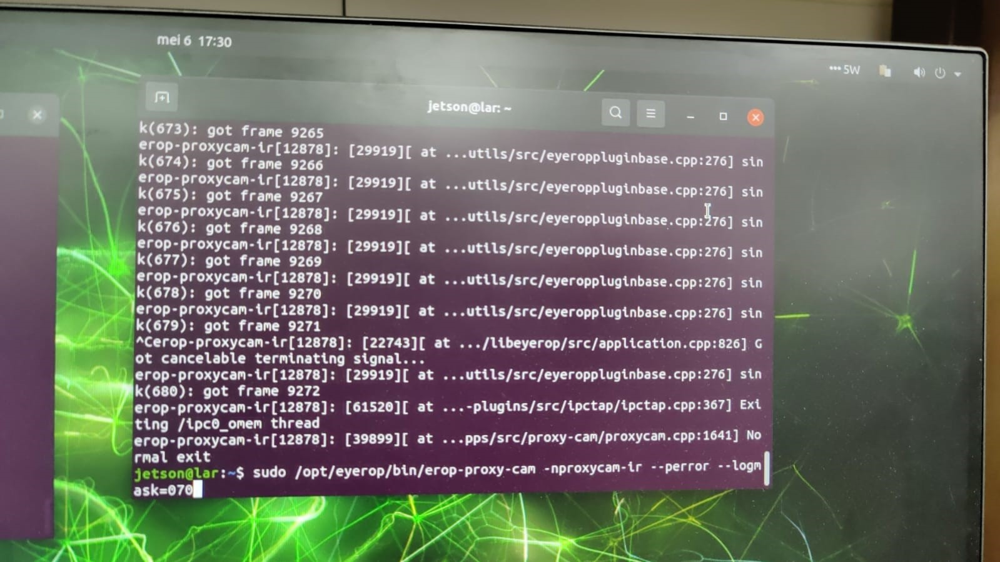 mei 6 17:30
5W
jetson@lar: ~
k(673): got frame 9265
erop-proxycam-ir[12878]: [29919][ at ...utils/src/eyeroppluginbase.cpp:276] sin
k(674): got frame 9266
erop-proxycam-ir[12878]: [29919][ at ...utils/src/eyeroppluginbase.cpp:276] sin
k(675): got frame 9267
erop-proxycam-ir[12878]: [29919][ at ...utils/src/eyeroppluginbase.cpp:276] sin
k(676): got frame 9268
erop-proxycam-ir[12878]: [29919][ at ...utils/src/eyeroppluginbase.cpp:276] sin
k(677): got frame 9269
erop-proxycam-ir[12878]: [29919][ at ...utils/src/eyeroppluginbase.cpp:276] sin
k(678): got frame 9270
erop-proxycam-ir[12878]: [29919][ at ...utils/src/eyeroppluginbase.cpp:276] sin
k(679): got frame 9271
^Cerop-proxycam-ir[12878]: [22743][ at .../libeyerop/src/application.cpp:826] G
ot cancelable terminating signal...
erop-proxycam-ir[12878]: [29919][ at ...utils/src/eyeroppluginbase.cpp:276] sin
k(680): got frame 9272
erop-proxycam-ir[12878]: [61520][ at ...-plugins/src/ipctap/ipctap.cpp:367] Exi
ting /ipc0_omem thread
erop-proxycam-ir[12878]: [39899][ at ...pps/src/proxy-cam/proxycam.cpp:1641] No
rmal exit
jetson@lar:~$ sudo /opt/eyerop/bin/erop-proxy-cam -nproxycam-ir --perror --logm
ask=070